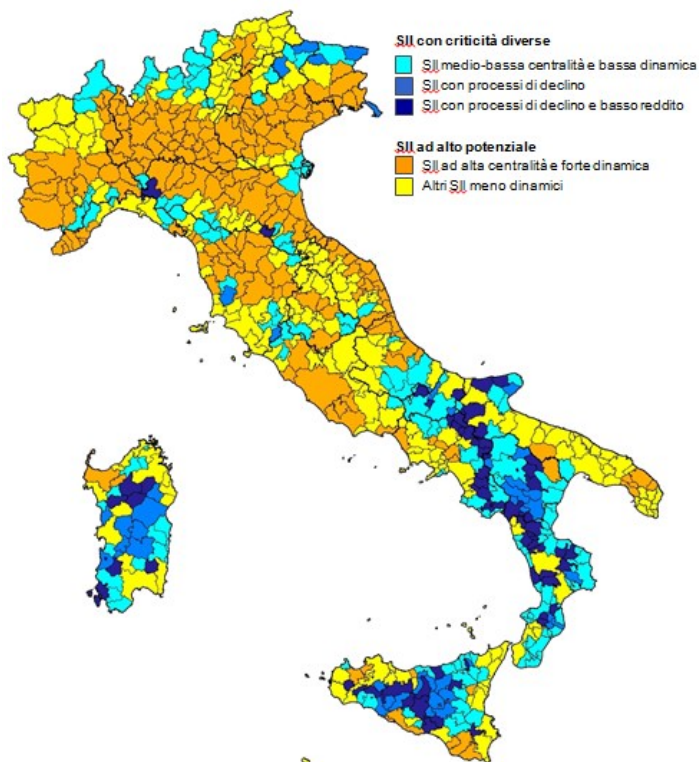 SLL con criticità diverse
SLL medio-bassa centralità e bassa dinamica
SLL con processi di declino
SLL con processi di declino e basso reddito
SLL ad alto potenziale
SLL ad alta centralità e forte dinamica
Altri SLL meno dinamici